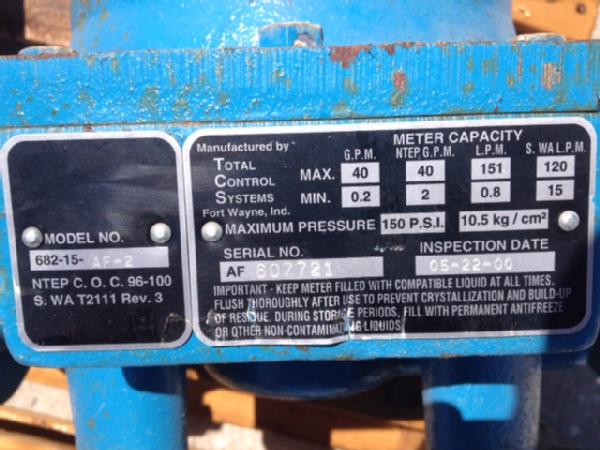 MODEL NO.
682-15- AF-2
NTEP C. O. C. 96-100
S. WA T2111 Rev. 3
Manufactured by
TOTAL
CONTROL
SYSTEMS
Fort Wayne, Ind.
METER CAPACITY
G.P.M. NTEP G.P.M. L.P.M. S. WA L.P.M.
MAX. 40 40 151 120
MIN. 0.2 2 0.8 15
MAXIMUM PRESSURE 150 P.S.I. 10.5 kg / cm²
SERIAL NO. INSPECTION DATE
AF 607721 05-22-00
IMPORTANT - KEEP METER FILLED WITH COMPATIBLE LIQUID AT ALL TIMES.
FLUSH THOROUGHLY AFTER USE TO PREVENT CRYSTALLIZATION AND BUILD-UP
OF RESIDUE. DURING STORAGE PERIODS, FILL WITH PERMANENT ANTIFREEZE
OR OTHER NON-CONTAMINATING LIQUIDS